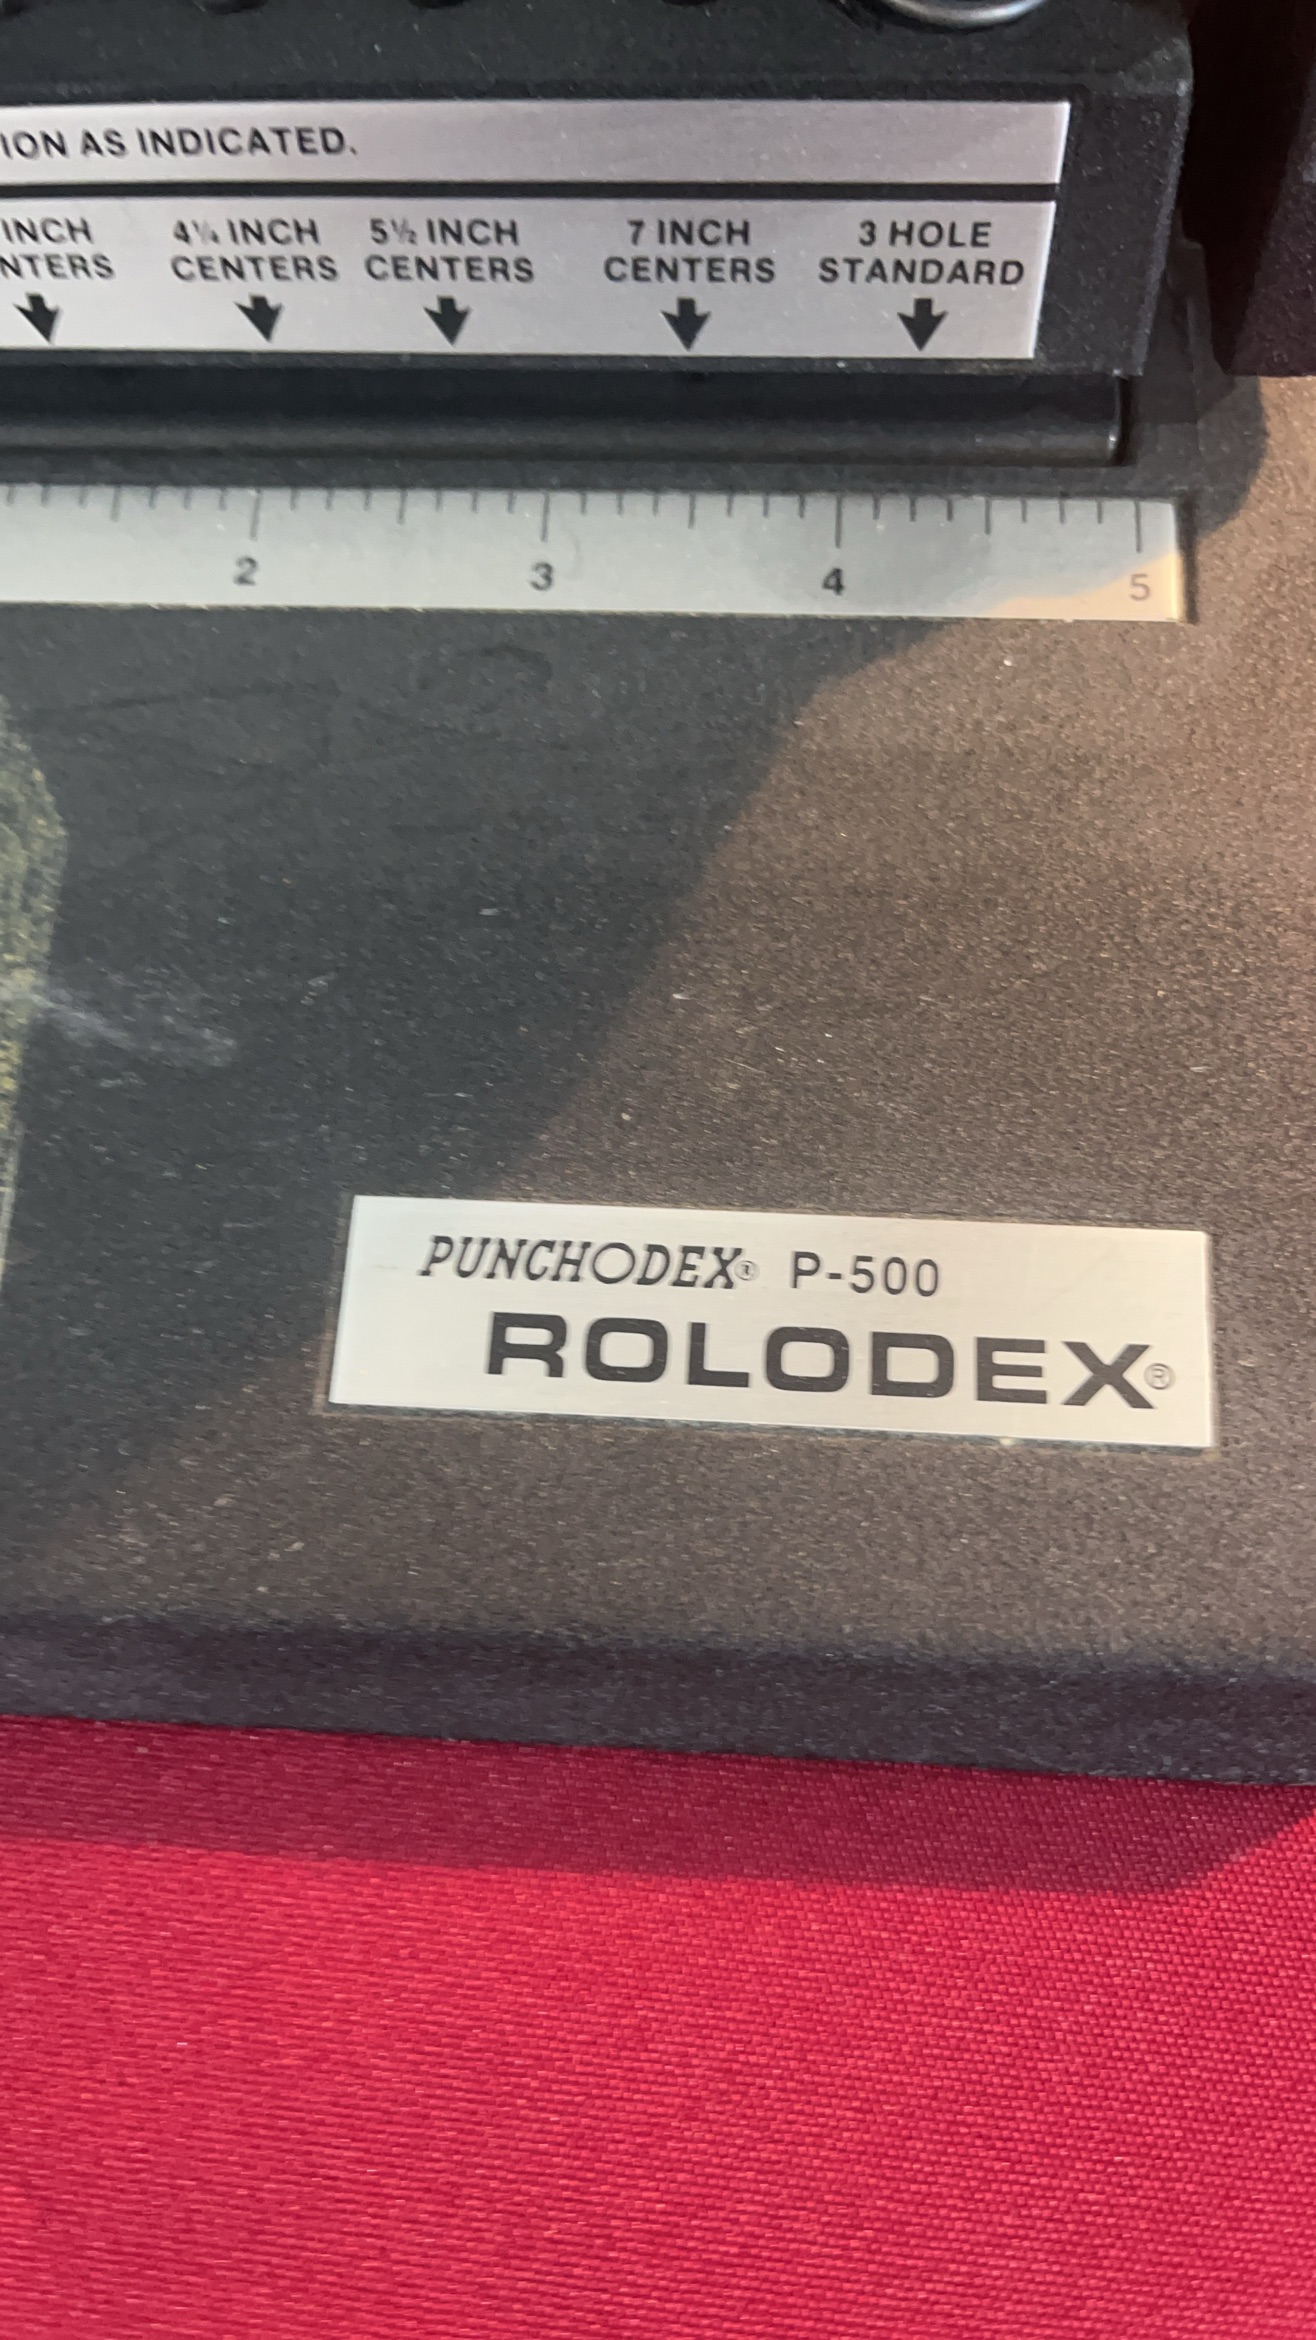 ION AS INDICATED.
INCH 4¼ INCH 5½ INCH 7 INCH 3 HOLE
NTERS CENTERS CENTERS CENTERS STANDARD
2 3 4 5
PUNCHODEX® P-500
ROLODEX®